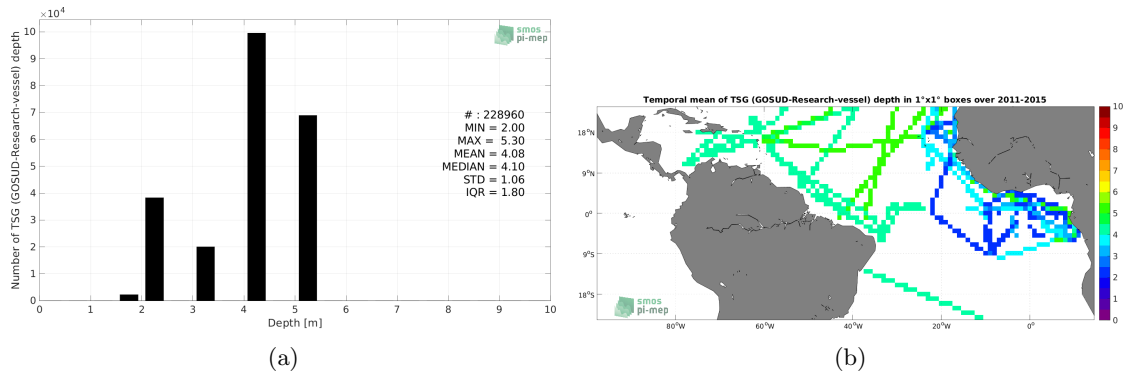 ×10⁴
10
9
8
7
6
5
4
3
2
1
0
Number of TSG (GOSUD-Research-vessel) depth
smos
pi-mep
# : 228960
MIN = 2.00
MAX = 5.30
MEAN = 4.08
MEDIAN = 4.16
STD = 1.06
IQR = 1.80
0 1 2 3 4 5 6 7 8 9 10
Depth [m]
(a)
Temporal mean of TSG (GOSUD-Research-vessel) depth in 1°x1° boxes over 2011-2015
18°N
9°N
0°
9°S
18°S
smos
pi-mep
80°W 60°W 40°W 20°W 0°
10
9
8
7
6
5
4
3
2
1
0
(b)